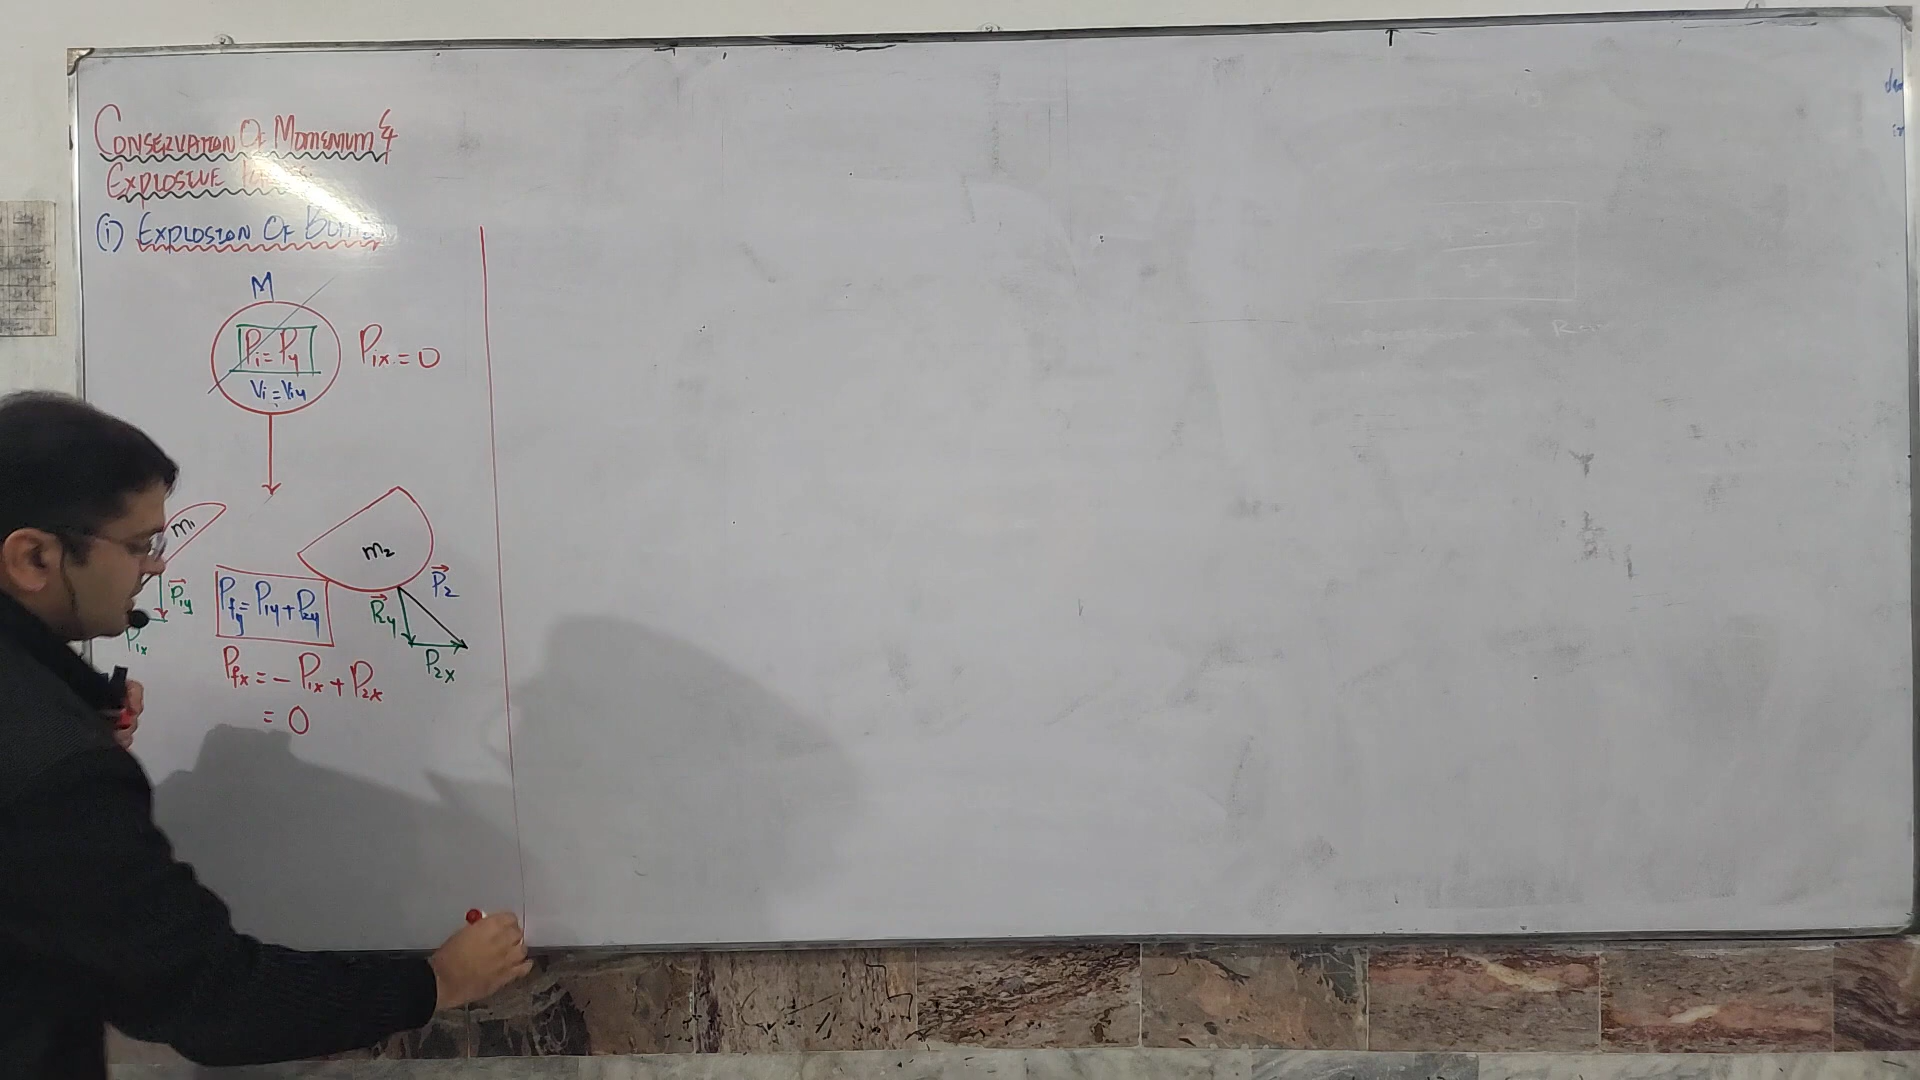 CONSERVATION OF MOMENTUM &
EXPLOSIVE
(i) EXPLOSION OF
M
Pi = Py
Vi = Viy
Pix = 0
m1
m2
P1y
P1x
Pfy = P1y + P2y
P2
P2y
P2x
Pfx = - P1x + P2x
= 0